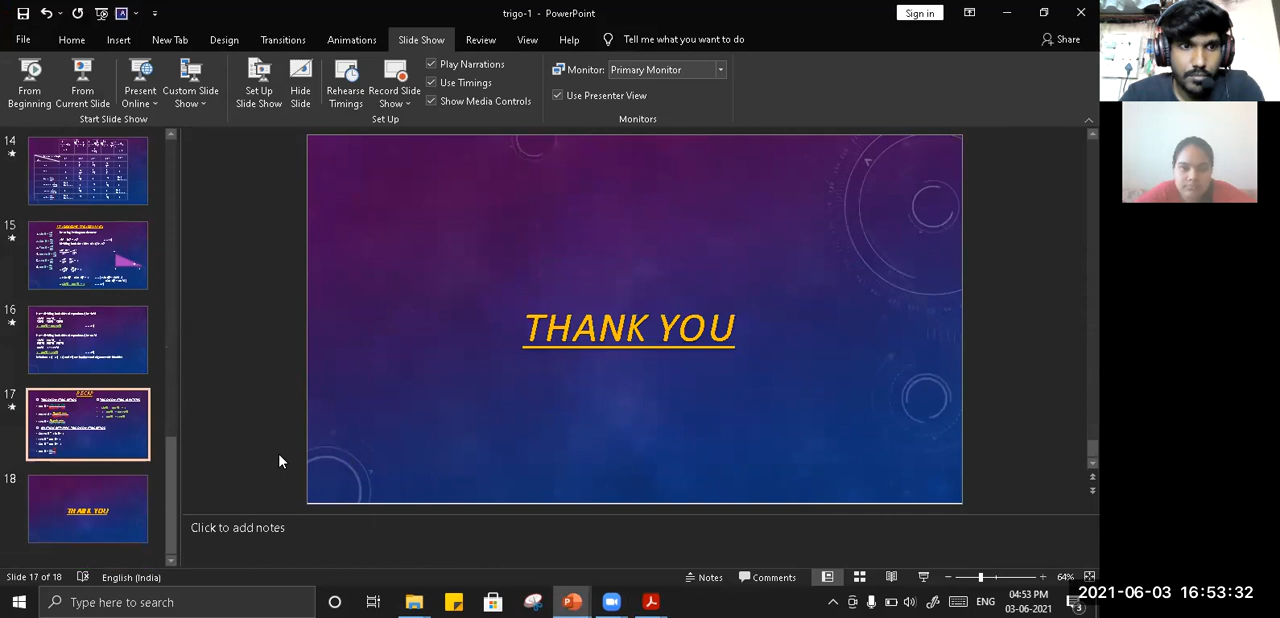 trigo-1 - PowerPoint
Sign in
File Home Insert New Tab Design Transitions Animations Slide Show Review View Help Tell me what you want to do Share
From Beginning
From Current Slide
Present Online
Custom Slide Show
Set Up Slide Show
Hide Slide
Rehearse Timings
Record Slide Show
Play Narrations
Use Timings
Show Media Controls
Monitor: Primary Monitor
Use Presenter View
Start Slide Show
Set Up
Monitors
14
15
16
17
RECAP
18
THANK YOU
THANK YOU
Click to add notes
Slide 17 of 18 English (India) Notes Comments 64%
Type here to search
ENG
04:53 PM
03-06-2021
3
2021-06-03 16:53:32